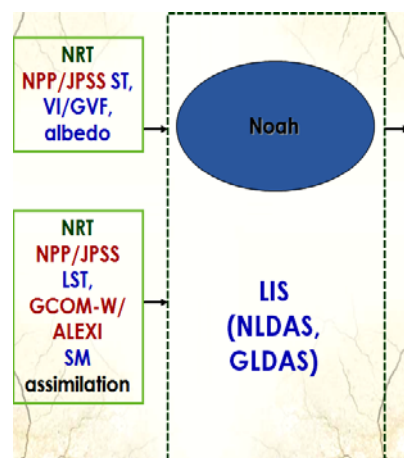 NRT
NPP/JPSS ST,
VI/GVF,
albedo
Noah
NRT
NPP/JPSS
LST,
GCOM-W/
ALEXI
SM
assimilation
LIS
(NLDAS,
GLDAS)